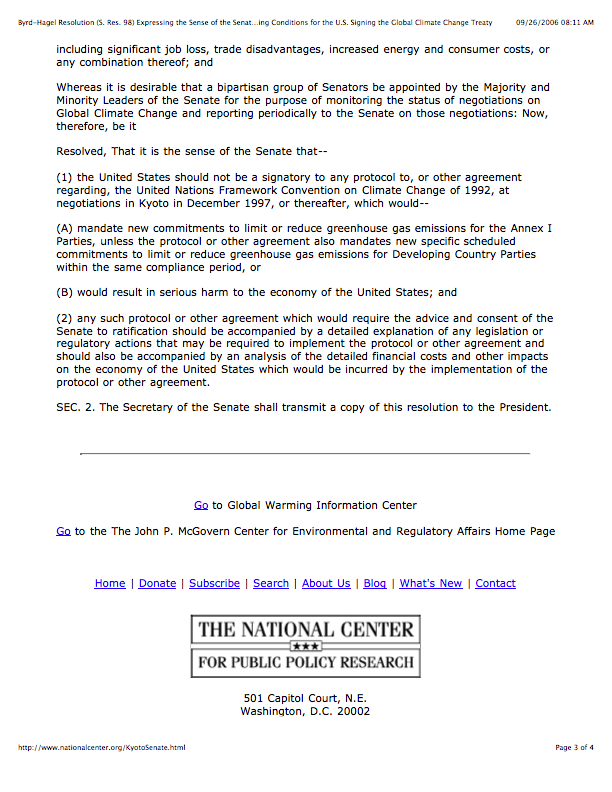 Byrd-Hagel Resolution (S. Res. 98) Expressing the Sense of the Senat...ing Conditions for the U.S. Signing the Global Climate Change Treaty 09/26/2006 08:11 AM
including significant job loss, trade disadvantages, increased energy and consumer costs, or
any combination thereof; and
Whereas it is desirable that a bipartisan group of Senators be appointed by the Majority and
Minority Leaders of the Senate for the purpose of monitoring the status of negotiations on
Global Climate Change and reporting periodically to the Senate on those negotiations: Now,
therefore, be it
Resolved, That it is the sense of the Senate that--
(1) the United States should not be a signatory to any protocol to, or other agreement
regarding, the United Nations Framework Convention on Climate Change of 1992, at
negotiations in Kyoto in December 1997, or thereafter, which would--
(A) mandate new commitments to limit or reduce greenhouse gas emissions for the Annex I
Parties, unless the protocol or other agreement also mandates new specific scheduled
commitments to limit or reduce greenhouse gas emissions for Developing Country Parties
within the same compliance period, or
(B) would result in serious harm to the economy of the United States; and
(2) any such protocol or other agreement which would require the advice and consent of the
Senate to ratification should be accompanied by a detailed explanation of any legislation or
regulatory actions that may be required to implement the protocol or other agreement and
should also be accompanied by an analysis of the detailed financial costs and other impacts
on the economy of the United States which would be incurred by the implementation of the
protocol or other agreement.
SEC. 2. The Secretary of the Senate shall transmit a copy of this resolution to the President.
Go to Global Warming Information Center
Go to the The John P. McGovern Center for Environmental and Regulatory Affairs Home Page
Home | Donate | Subscribe | Search | About Us | Blog | What's New | Contact
THE NATIONAL CENTER
★★★
FOR PUBLIC POLICY RESEARCH
501 Capitol Court, N.E.
Washington, D.C. 20002
http://www.nationalcenter.org/KyotoSenate.html Page 3 of 4